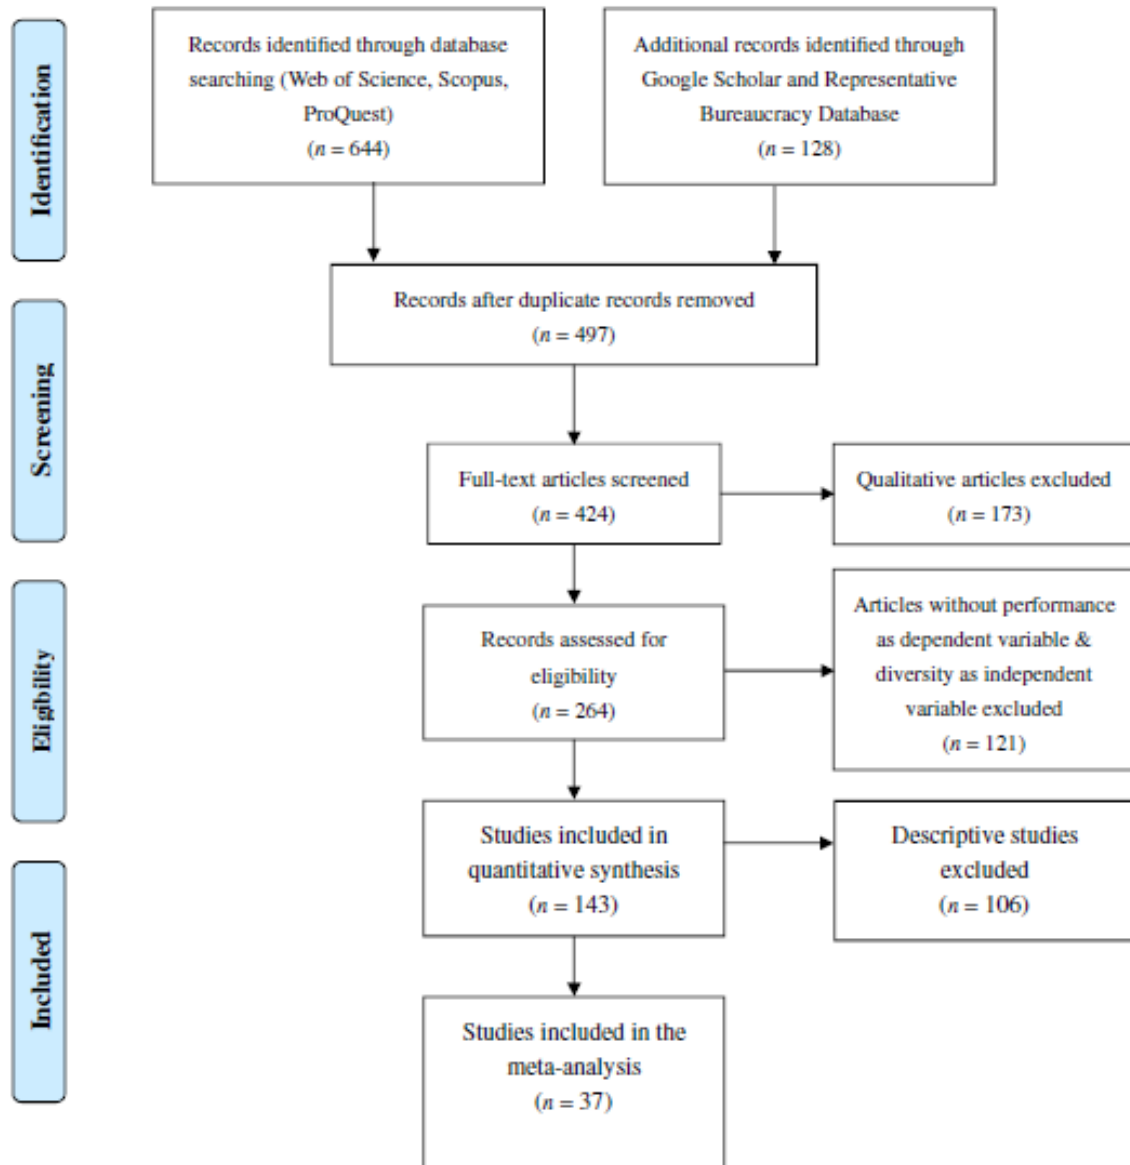 Identification
Records identified through database
searching (Web of Science, Scopus,
ProQuest)
(n = 644)
Additional records identified through
Google Scholar and Representative
Bureaucracy Database
(n = 128)
Records after duplicate records removed
(n = 497)
Screening
Full-text articles screened
(n = 424)
Qualitative articles excluded
(n = 173)
Eligibility
Records assessed for
eligibility
(n = 264)
Articles without performance
as dependent variable &
diversity as independent
variable excluded
(n = 121)
Studies included in
quantitative synthesis
(n = 143)
Descriptive studies
excluded
(n = 106)
Included
Studies included in the
meta-analysis
(n = 37)